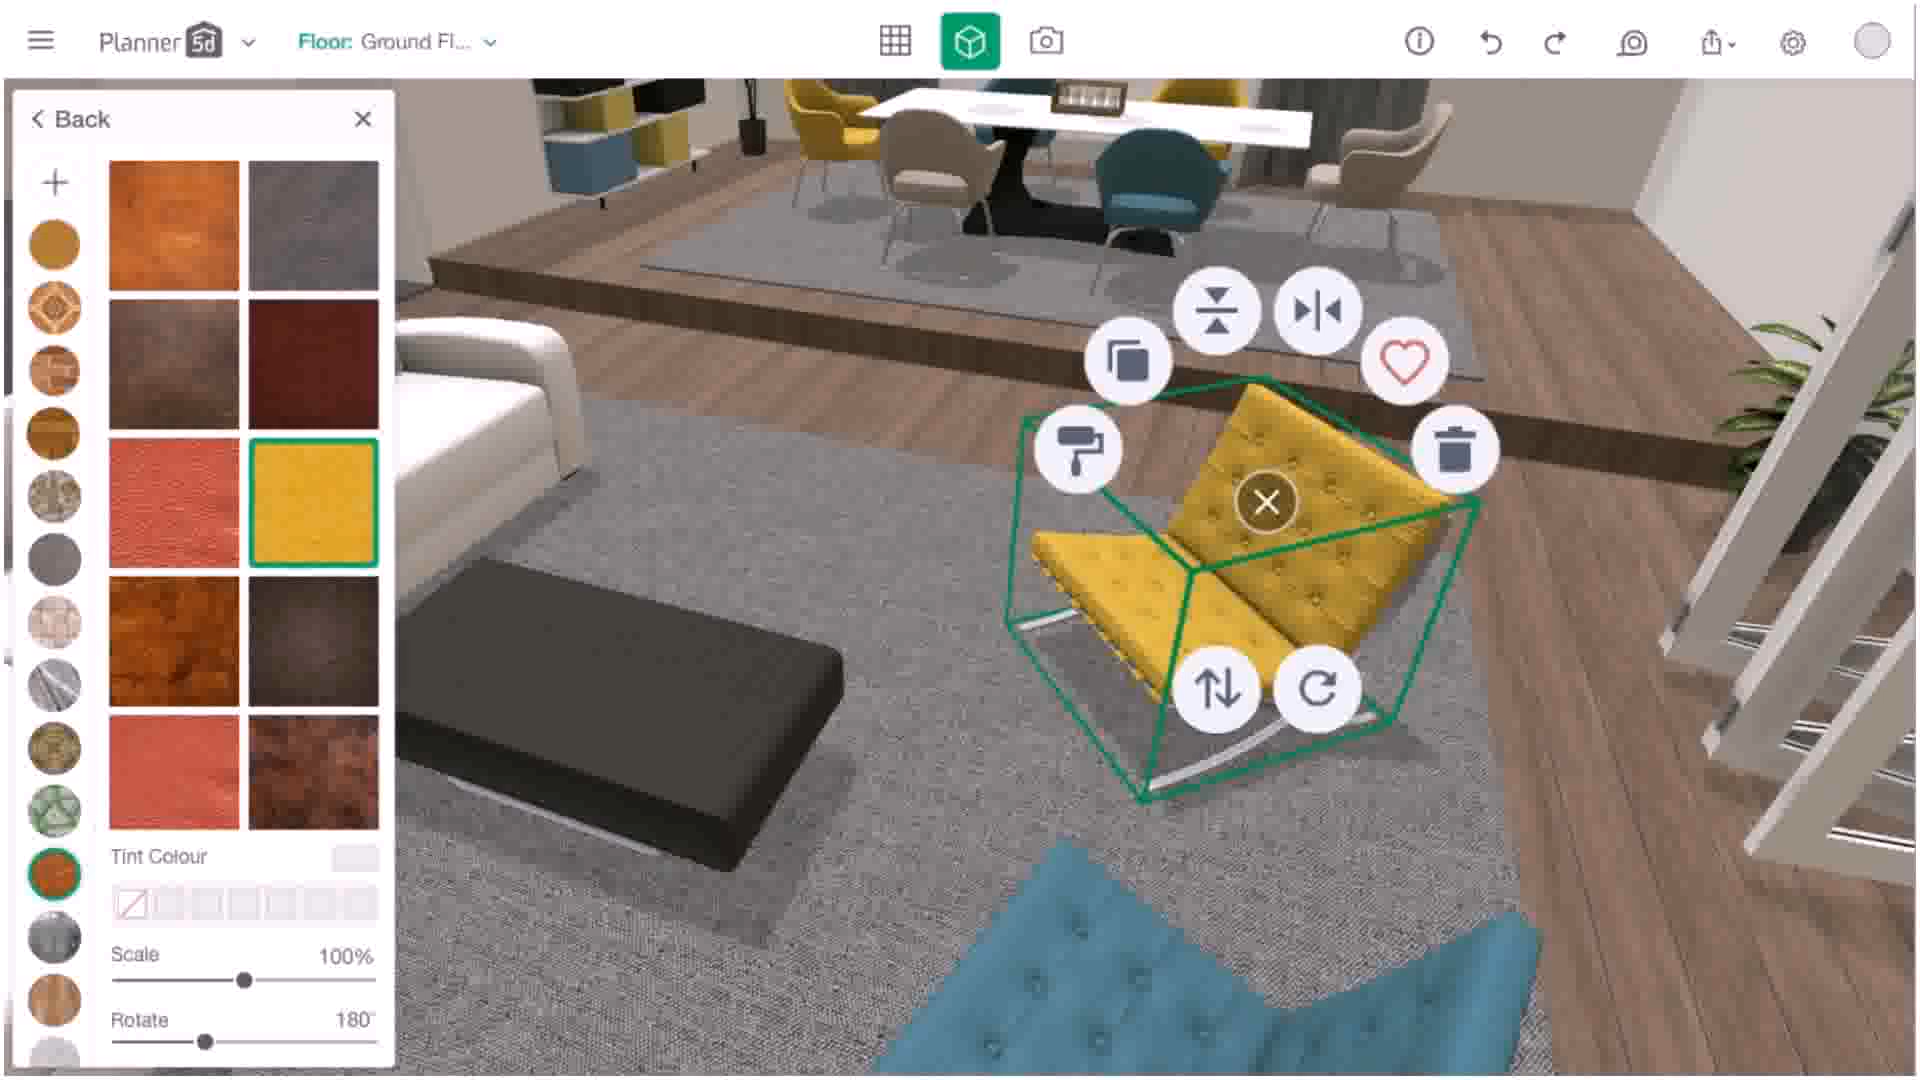 Planner 5d
Floor: Ground Fl...
Back
Tint Colour
Scale 100%
Rotate 180°